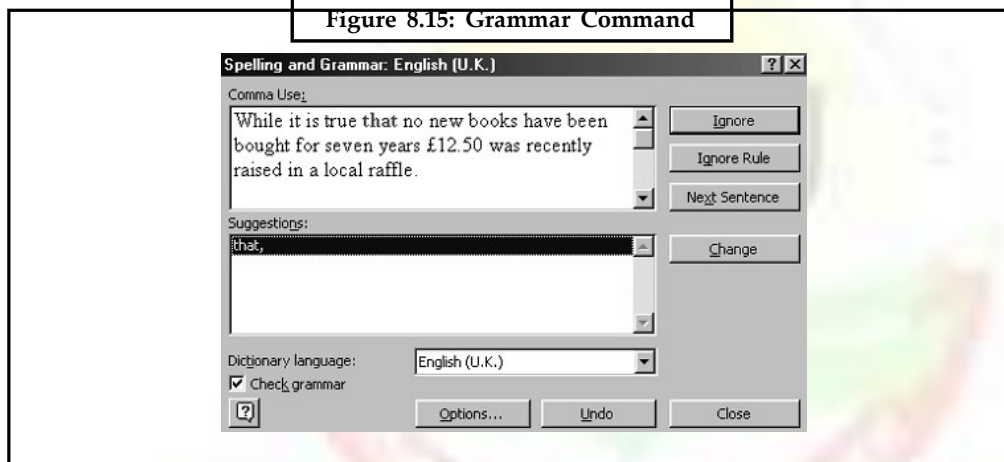 Figure 8.15: Grammar Command
Spelling and Grammar: English (U.K.)
Comma Use:
While it is true that no new books have been
bought for seven years £12.50 was recently
raised in a local raffle.
Ignore
Ignore Rule
Next Sentence
Suggestions:
that,
Change
Dictionary language:
English (U.K.)
Check grammar
Options...
Undo
Close